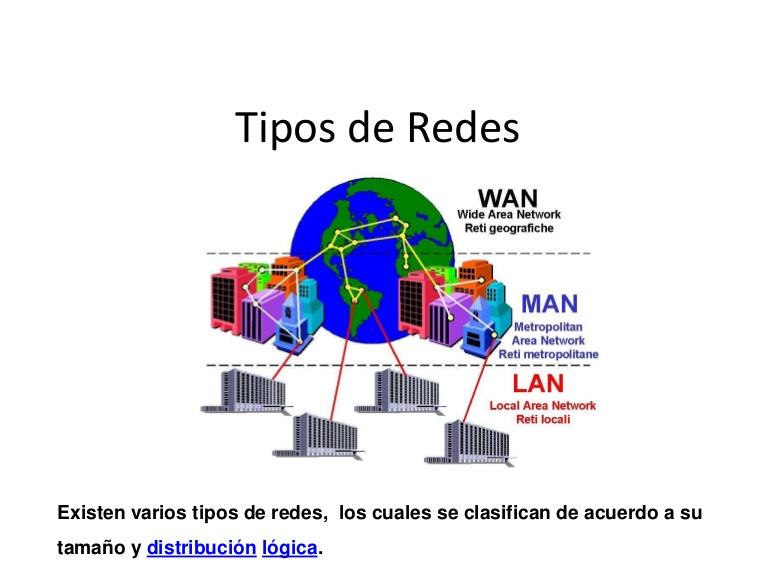 Tipos de Redes
WAN
Wide Area Network
Reti geografiche
MAN
Metropolitan
Area Network
Reti metropolitane
LAN
Local Area Network
Reti locali
Existen varios tipos de redes,  los cuales se clasifican de acuerdo a su
tamaño y distribución lógica.